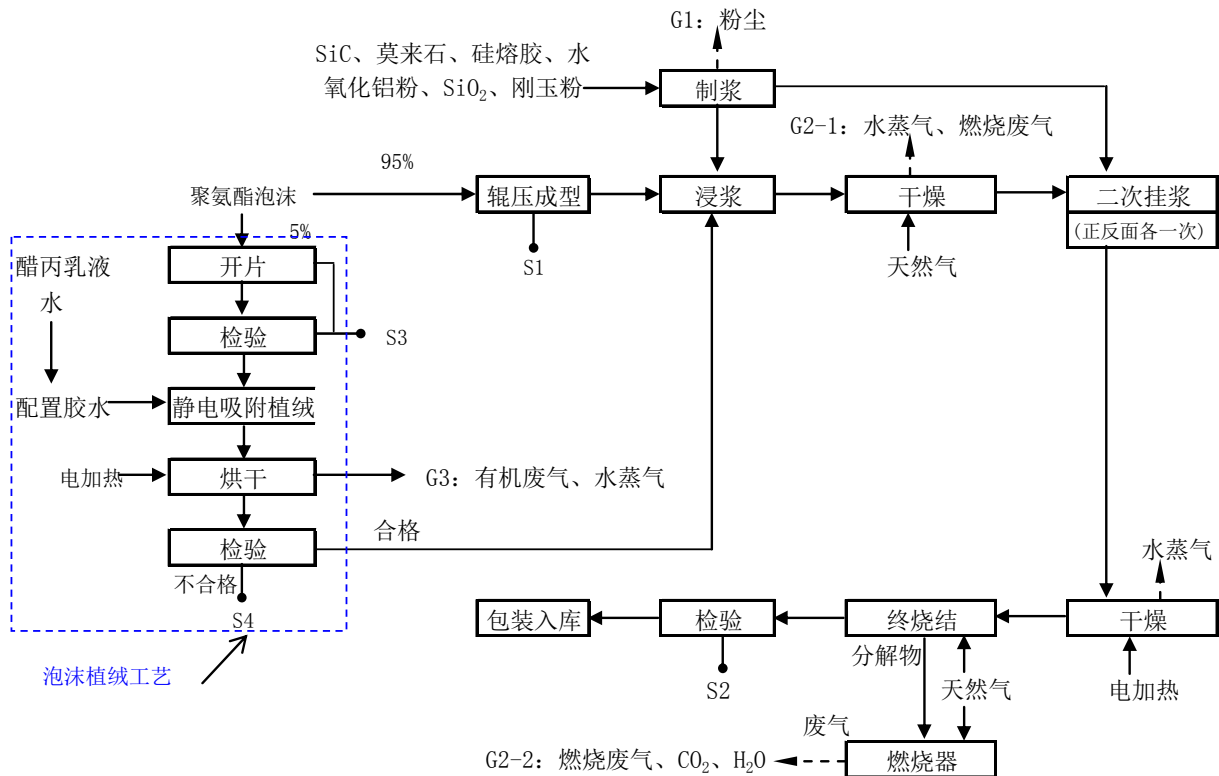 G1：粉尘
SiC、莫来石、硅熔胶、水
氧化铝粉、SiO₂、刚玉粉
制浆
G2-1：水蒸气、燃烧废气
95%
聚氨酯泡沫
辊压成型
浸浆
干燥
二次挂浆
(正反面各一次)
5%
S1
天然气
醋丙乳液
水
开片
检验
S3
配置胶水
静电吸附植绒
电加热
烘干
G3：有机废气、水蒸气
合格
检验
不合格
S4
水蒸气
包装入库
检验
终烧结
干燥
分解物
泡沫植绒工艺
S2
天然气
电加热
废气
G2-2：燃烧废气、CO₂、H₂O
燃烧器